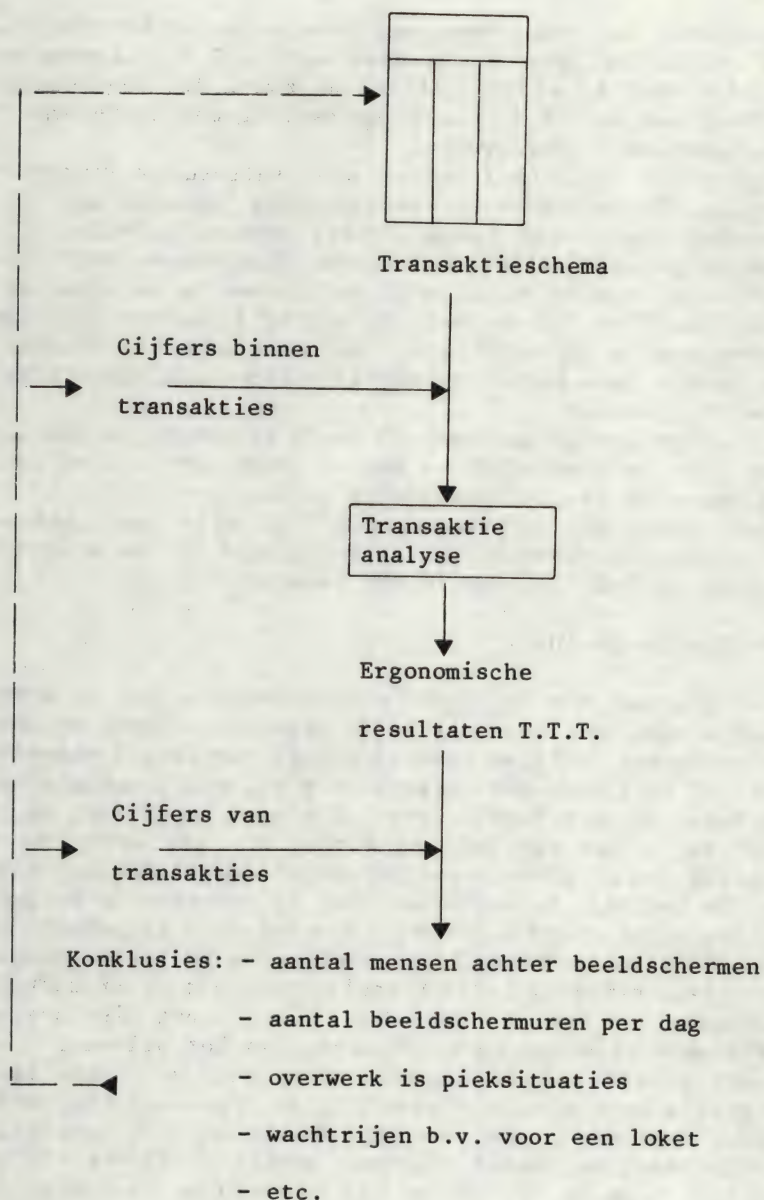 Transaktieschema
Cijfers binnen
transakties
Transaktie
analyse
Ergonomische
resultaten T.T.T.
Cijfers van
transakties
Konklusies: - aantal mensen achter beeldschermen
- aantal beeldschermuren per dag
- overwerk is pieksituaties
- wachtrijen b.v. voor een loket
- etc.